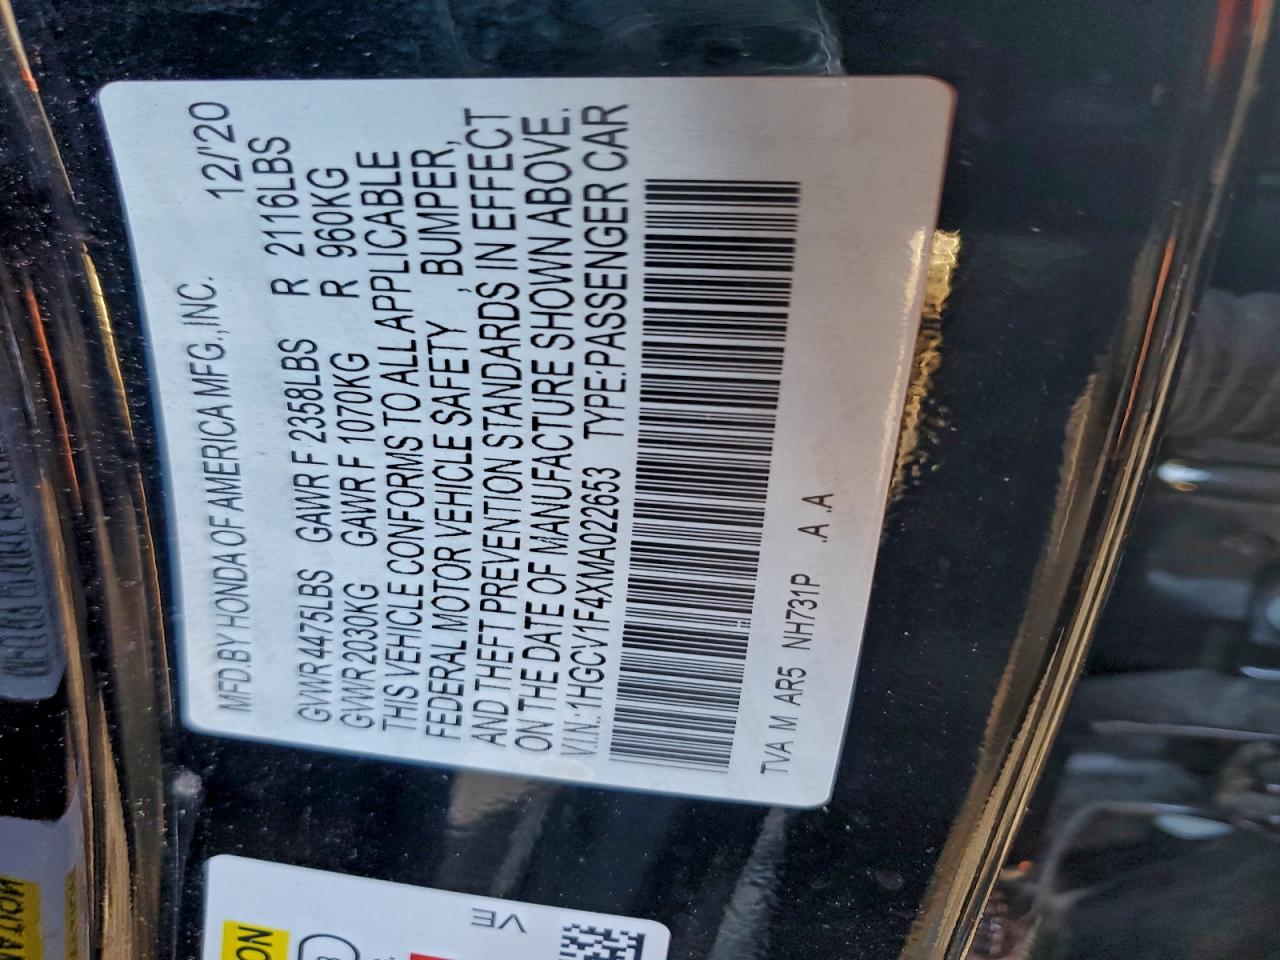 MFD.BY HONDA OF AMERICA MFG.,INC. 12/'20
GVWR 4475LBS GAWR F 2358LBS R 2116LBS
GVWR2030KG GAWR F 1070KG R 960KG
THIS VEHICLE CONFORMS TO ALL APPLICABLE
FEDERAL MOTOR VEHICLE SAFETY , BUMPER,
AND THEFT PREVENTION STANDARDS IN EFFECT
ON THE DATE OF MANUFACTURE SHOWN ABOVE.
V.I.N.:1HGCV1F4XMA022653 TYPE:PASSENGER CAR
TVA M AR5 NH731P .A .A
VE